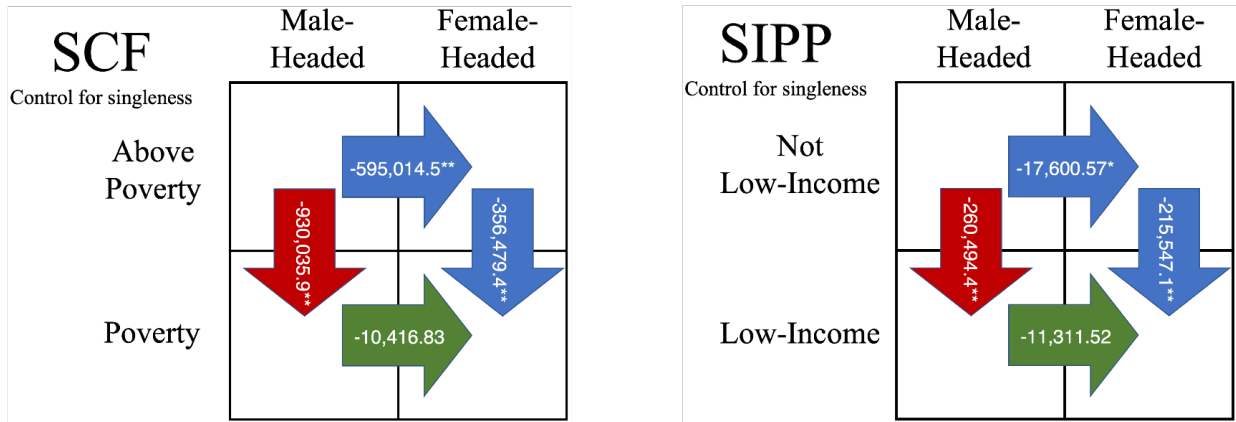 SCF
Control for singleness
Male-
Headed
Female-
Headed
Above
Poverty
-595,014.5**
-930,035.9**
-356,479.4**
Poverty
-10,416.83
SIPP
Control for singleness
Male-
Headed
Female-
Headed
Not
Low-Income
-17,600.57*
-260,494.4**
-215,547.1**
Low-Income
-11,311.52